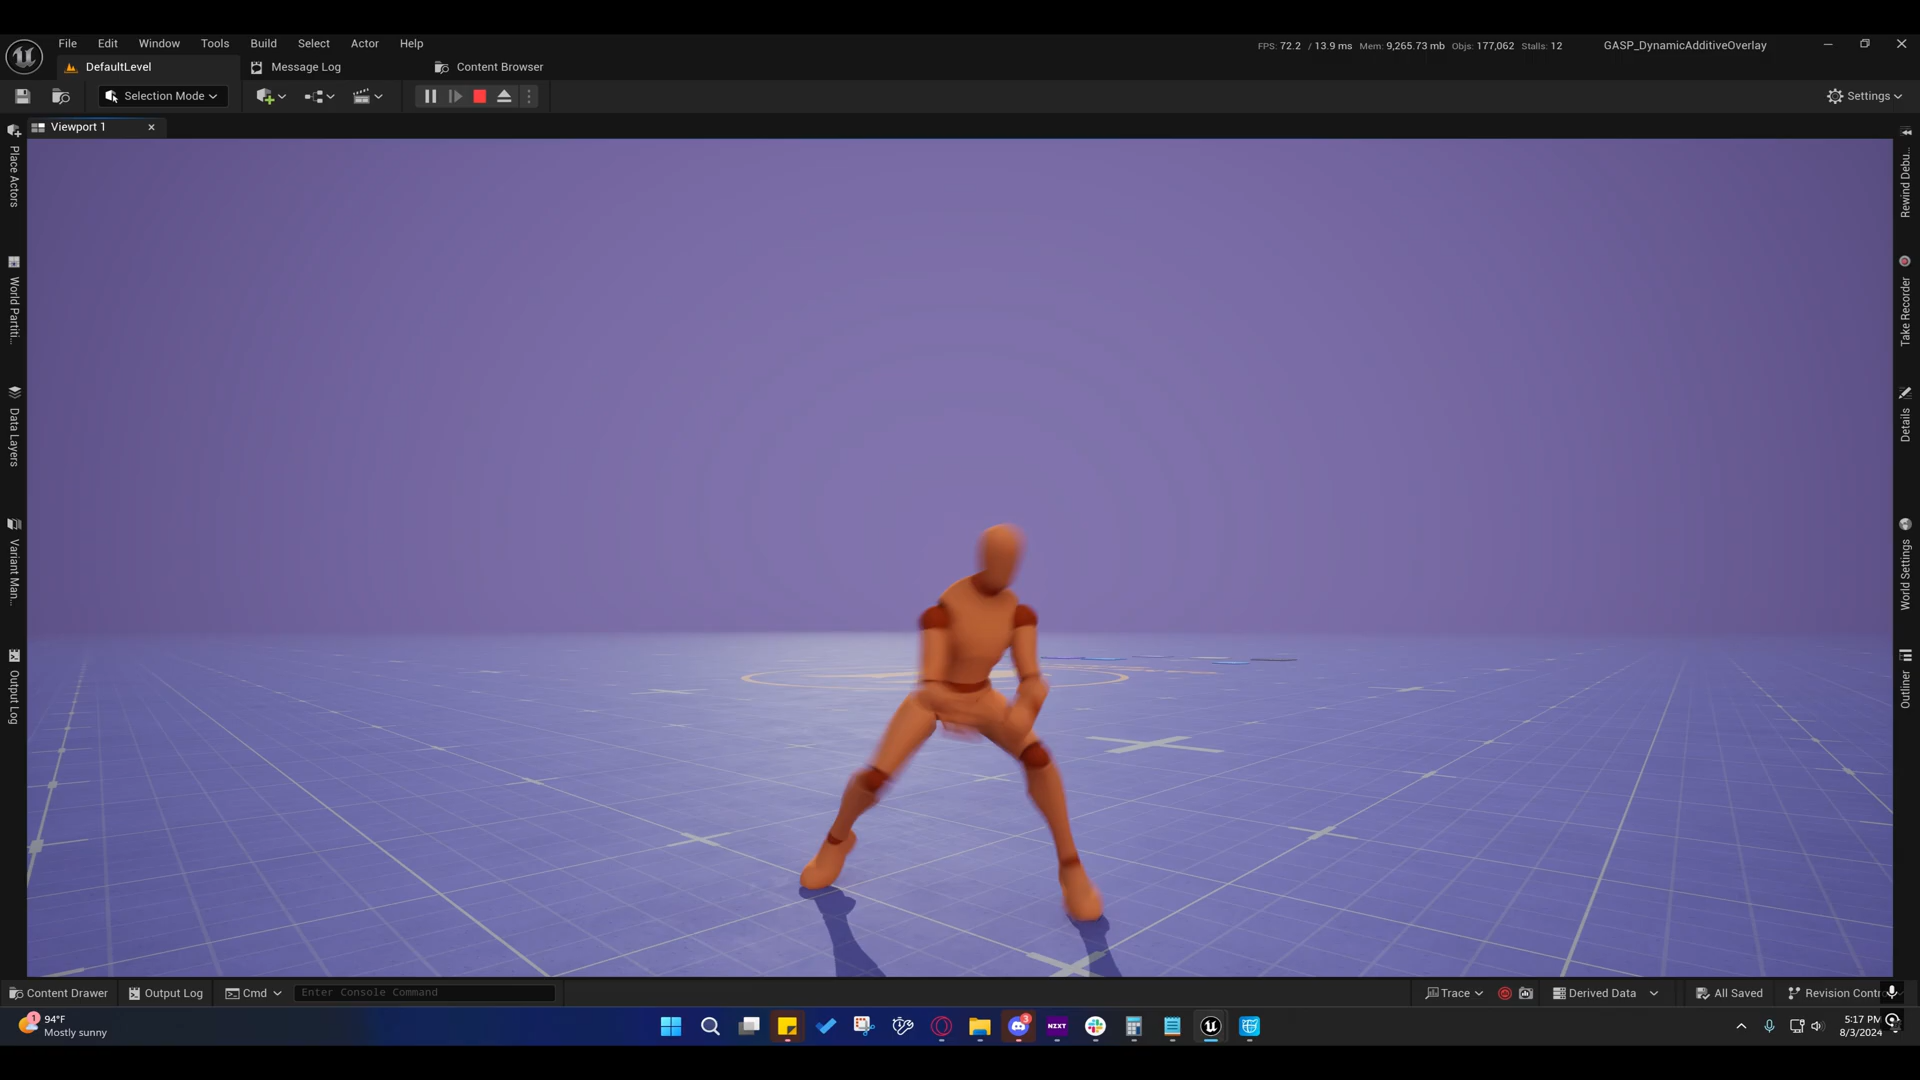 File Edit Window Tools Build Select Actor Help
FPS: 72.2 / 13.9 ms Mem: 9,265.73 mb Objs: 177,062 Stalls: 12
GASP_DynamicAdditiveOverlay
DefaultLevel
Message Log
Content Browser
Selection Mode
Settings
Viewport 1
Place Actors
World Partiti...
Data Layers
Variant Man...
Output Log
Rewind Debu...
Take Recorder
Details
World Settings
Outliner
Content Drawer
Output Log
Cmd
Enter Console Command
Trace
Derived Data
All Saved
Revision Contr
1
94°F
Mostly sunny
3
NZXT
5:17 PM
8/3/2024